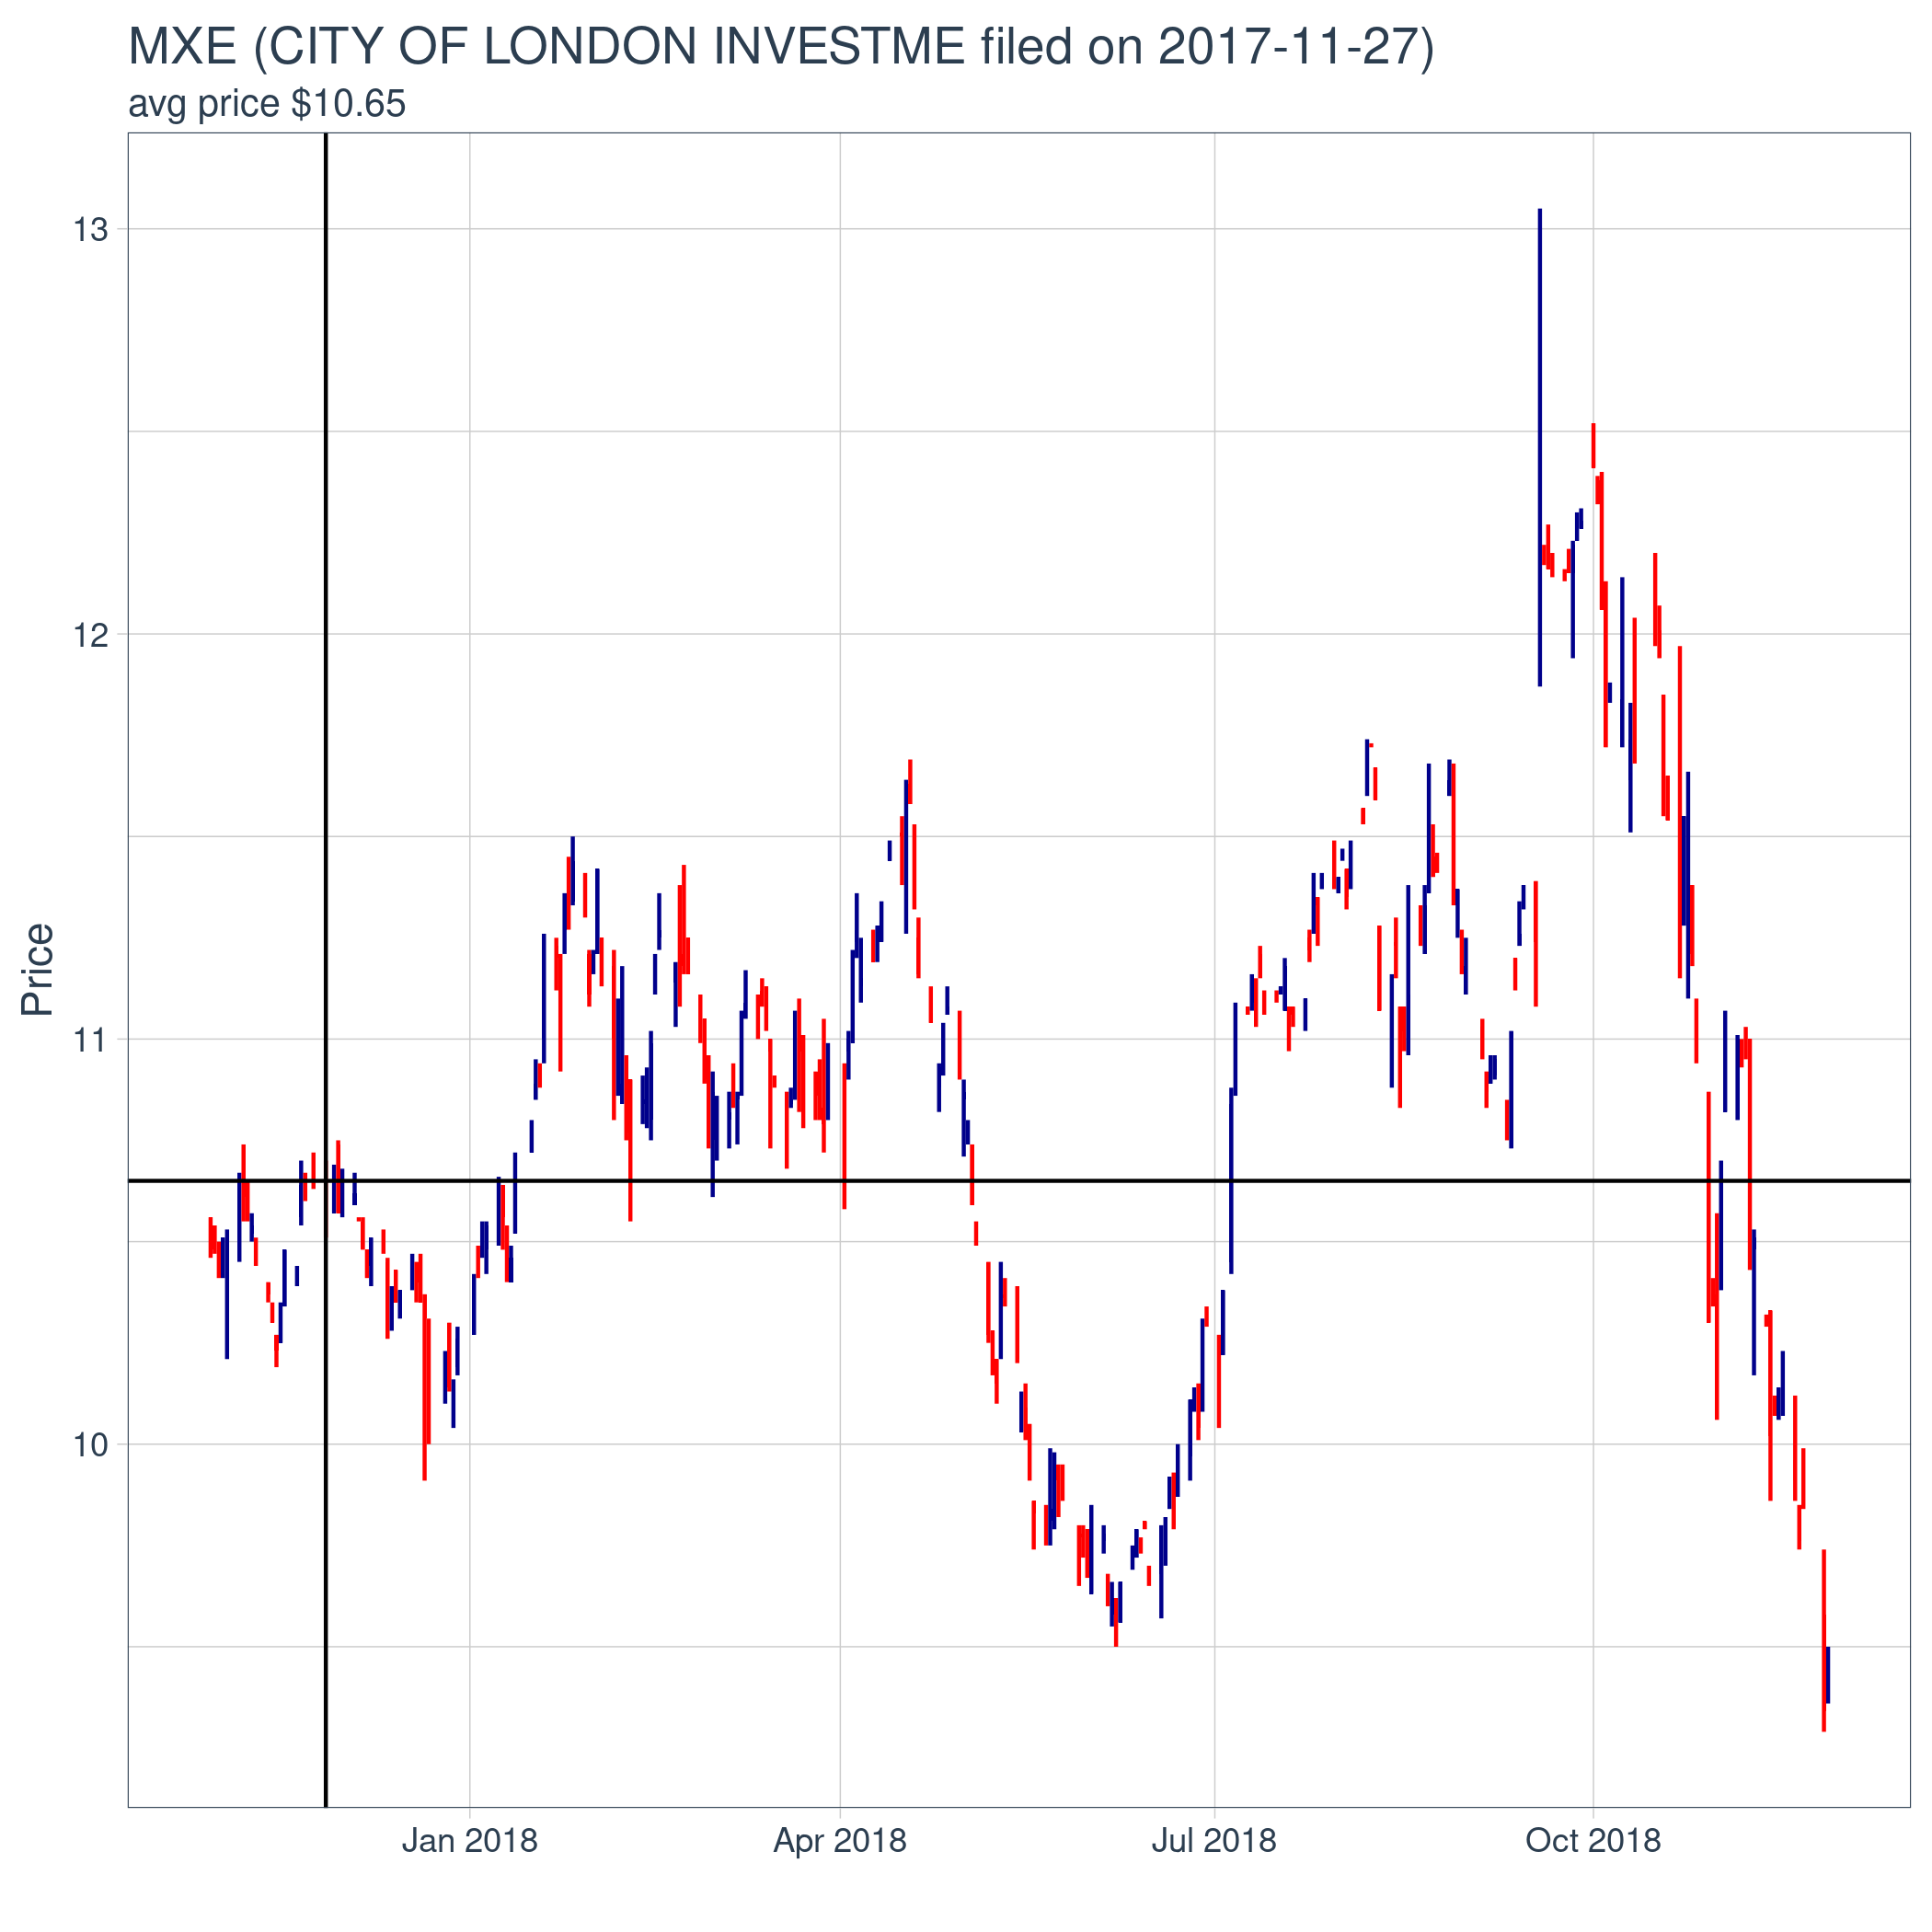 MXE (CITY OF LONDON INVESTME filed on 2017-11-27)
avg price $10.65
13
12
11
10
Price
Jan 2018
Apr 2018
Jul 2018
Oct 2018